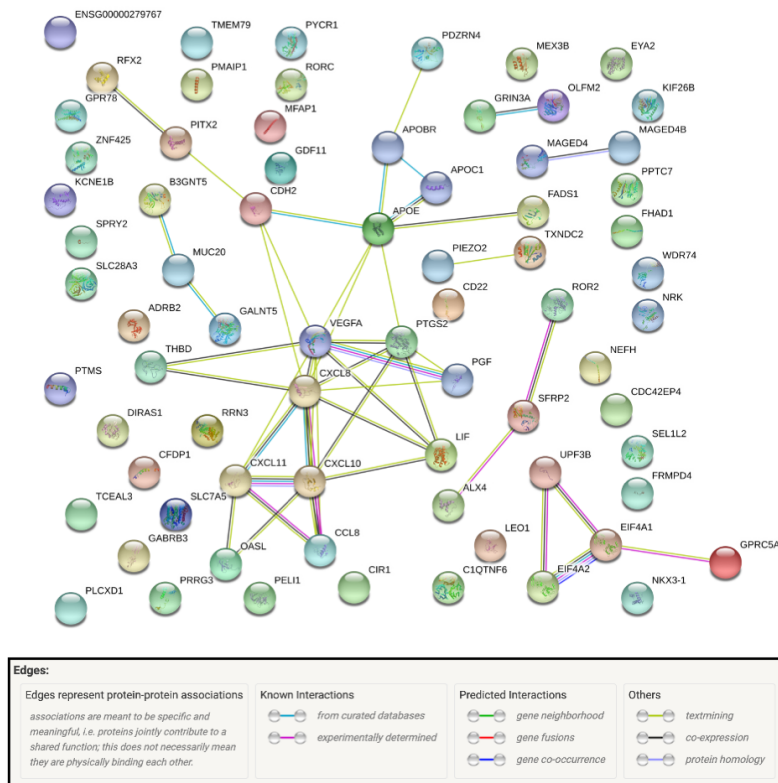 ENSG00000279767
TMEM79
PYCR1
PDZRN4
MEX3B
EYA2
RFX2
PMAIP1
RORC
OLFM2
KIF26B
GPR78
GRIN3A
PITX2
MFAP1
APOBR
MAGED4
MAGED4B
ZNF425
GDF11
APOC1
PPTC7
KCNE1B
B3GNT5
CDH2
FADS1
APOE
FHAD1
SPRY2
TXNDC2
MUC20
PIEZO2
WDR74
SLC28A3
CD22
ROR2
NRK
ADRB2
GALNT5
VEGFA
PTGS2
THBD
NEFH
PTMS
CXCL8
PGF
SFRP2
CDC42EP4
DIRAS1
RRN3
LIF
SEL1L2
CFDP1
CXCL11
CXCL10
UPF3B
FRMPD4
TCEAL3
SLC7A5
ALX4
GABRB3
OASL
CCL8
LEO1
EIF4A1
GPRC5A
PLCXD1
PRRG3
PELI1
CIR1
C1QTNF6
EIF4A2
NKX3-1
Edges:
Edges represent protein-protein associations
associations are meant to be specific and
meaningful, i.e. proteins jointly contribute to a
shared function; this does not necessarily mean
they are physically binding each other.
Known Interactions
from curated databases
experimentally determined
Predicted Interactions
gene neighborhood
gene fusions
gene co-occurrence
Others
textmining
co-expression
protein homology